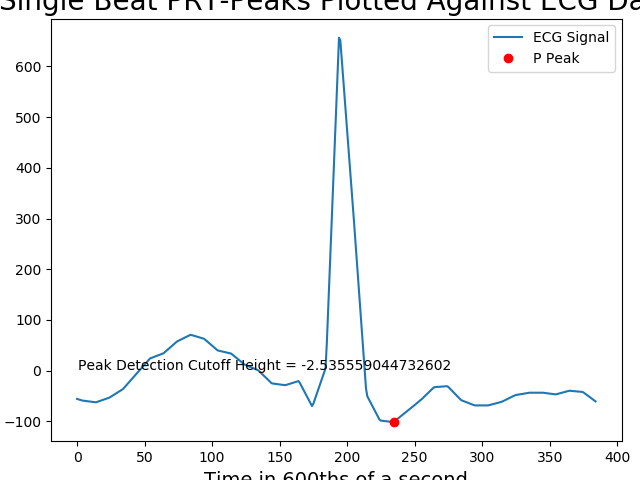 Single Beat PRT-Peaks Plotted Against ECG Da
ECG Signal
P Peak
600
500
400
300
200
100
0
−100
Peak Detection Cutoff Height = -2.535559044732602
0 50 100 150 200 250 300 350 400
Time in 600ths of a second